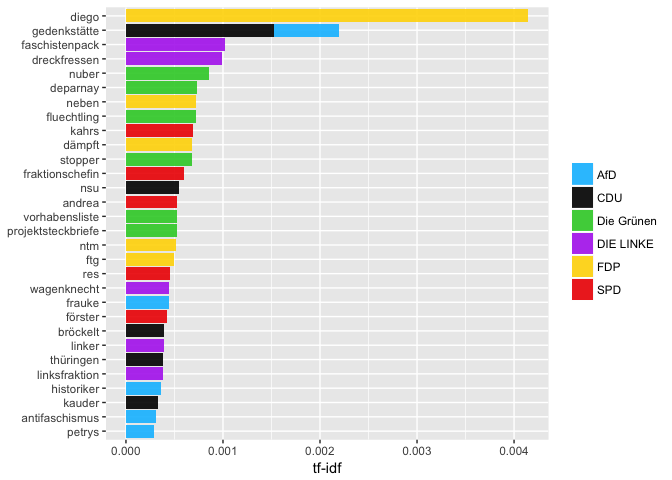 diego
gedenkstätte
faschistenpack
dreckfressen
nuber
deparnay
neben
fluechtling
kahrs
dämpft
stopper
fraktionschefin
nsu
andrea
vorhabensliste
projektsteckbriefe
ntm
ftg
res
wagenknecht
frauke
förster
bröckelt
linker
thüringen
linksfraktion
historiker
kauder
antifaschismus
petrys
0.000 0.001 0.002 0.003 0.004
tf-idf
AfD
CDU
Die Grünen
DIE LINKE
FDP
SPD